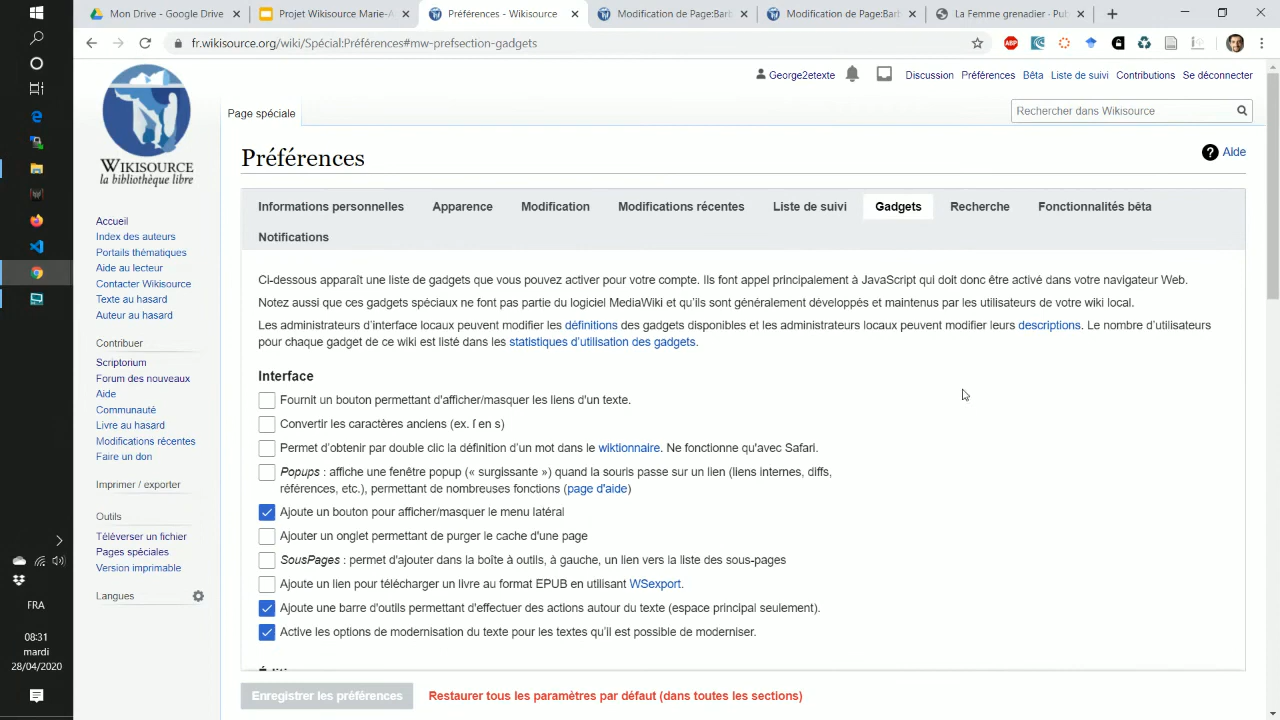 Mon Drive - Google Drive
Projet Wikisource Marie-A
Préférences - Wikisource
Modification de Page:Barb
Modification de Page:Bart
La Femme grenadier - Pub
fr.wikisource.org/wiki/Spécial:Préférences#mw-prefsection-gadgets
ABP
George2etexte
Discussion
Préférences
Bêta
Liste de suivi
Contributions
Se déconnecter
Page spéciale
Rechercher dans Wikisource
WIKISOURCE
la bibliothèque libre
Préférences
Aide
Informations personnelles
Apparence
Modification
Modifications récentes
Liste de suivi
Gadgets
Recherche
Fonctionnalités bêta
Notifications
Accueil
Index des auteurs
Portails thématiques
Aide au lecteur
Contacter Wikisource
Texte au hasard
Auteur au hasard
Contribuer
Scriptorium
Forum des nouveaux
Aide
Communauté
Livre au hasard
Modifications récentes
Faire un don
Imprimer / exporter
Outils
Téléverser un fichier
Pages spéciales
Version imprimable
Langues
Ci-dessous apparaît une liste de gadgets que vous pouvez activer pour votre compte. Ils font appel principalement à JavaScript qui doit donc être activé dans votre navigateur Web.
Notez aussi que ces gadgets spéciaux ne font pas partie du logiciel MediaWiki et qu'ils sont généralement développés et maintenus par les utilisateurs de votre wiki local.
Les administrateurs d'interface locaux peuvent modifier les définitions des gadgets disponibles et les administrateurs locaux peuvent modifier leurs descriptions. Le nombre d'utilisateurs
pour chaque gadget de ce wiki est listé dans les statistiques d'utilisation des gadgets.
Interface
Fournit un bouton permettant d'afficher/masquer les liens d'un texte.
Convertir les caractères anciens (ex. ſ en s)
Permet d'obtenir par double clic la définition d'un mot dans le wiktionnaire. Ne fonctionne qu'avec Safari.
Popups : affiche une fenêtre popup (« surgissante ») quand la souris passe sur un lien (liens internes, diffs,
références, etc.), permettant de nombreuses fonctions (page d'aide)
Ajoute un bouton pour afficher/masquer le menu latéral
Ajouter un onglet permettant de purger le cache d'une page
SousPages : permet d'ajouter dans la boîte à outils, à gauche, un lien vers la liste des sous-pages
Ajoute un lien pour télécharger un livre au format EPUB en utilisant WSexport.
Ajoute une barre d'outils permettant d'effectuer des actions autour du texte (espace principal seulement).
Active les options de modernisation du texte pour les textes qu'il est possible de moderniser.
Enregistrer les préférences
Restaurer tous les paramètres par défaut (dans toutes les sections)
FRA
08:31
mardi
28/04/2020